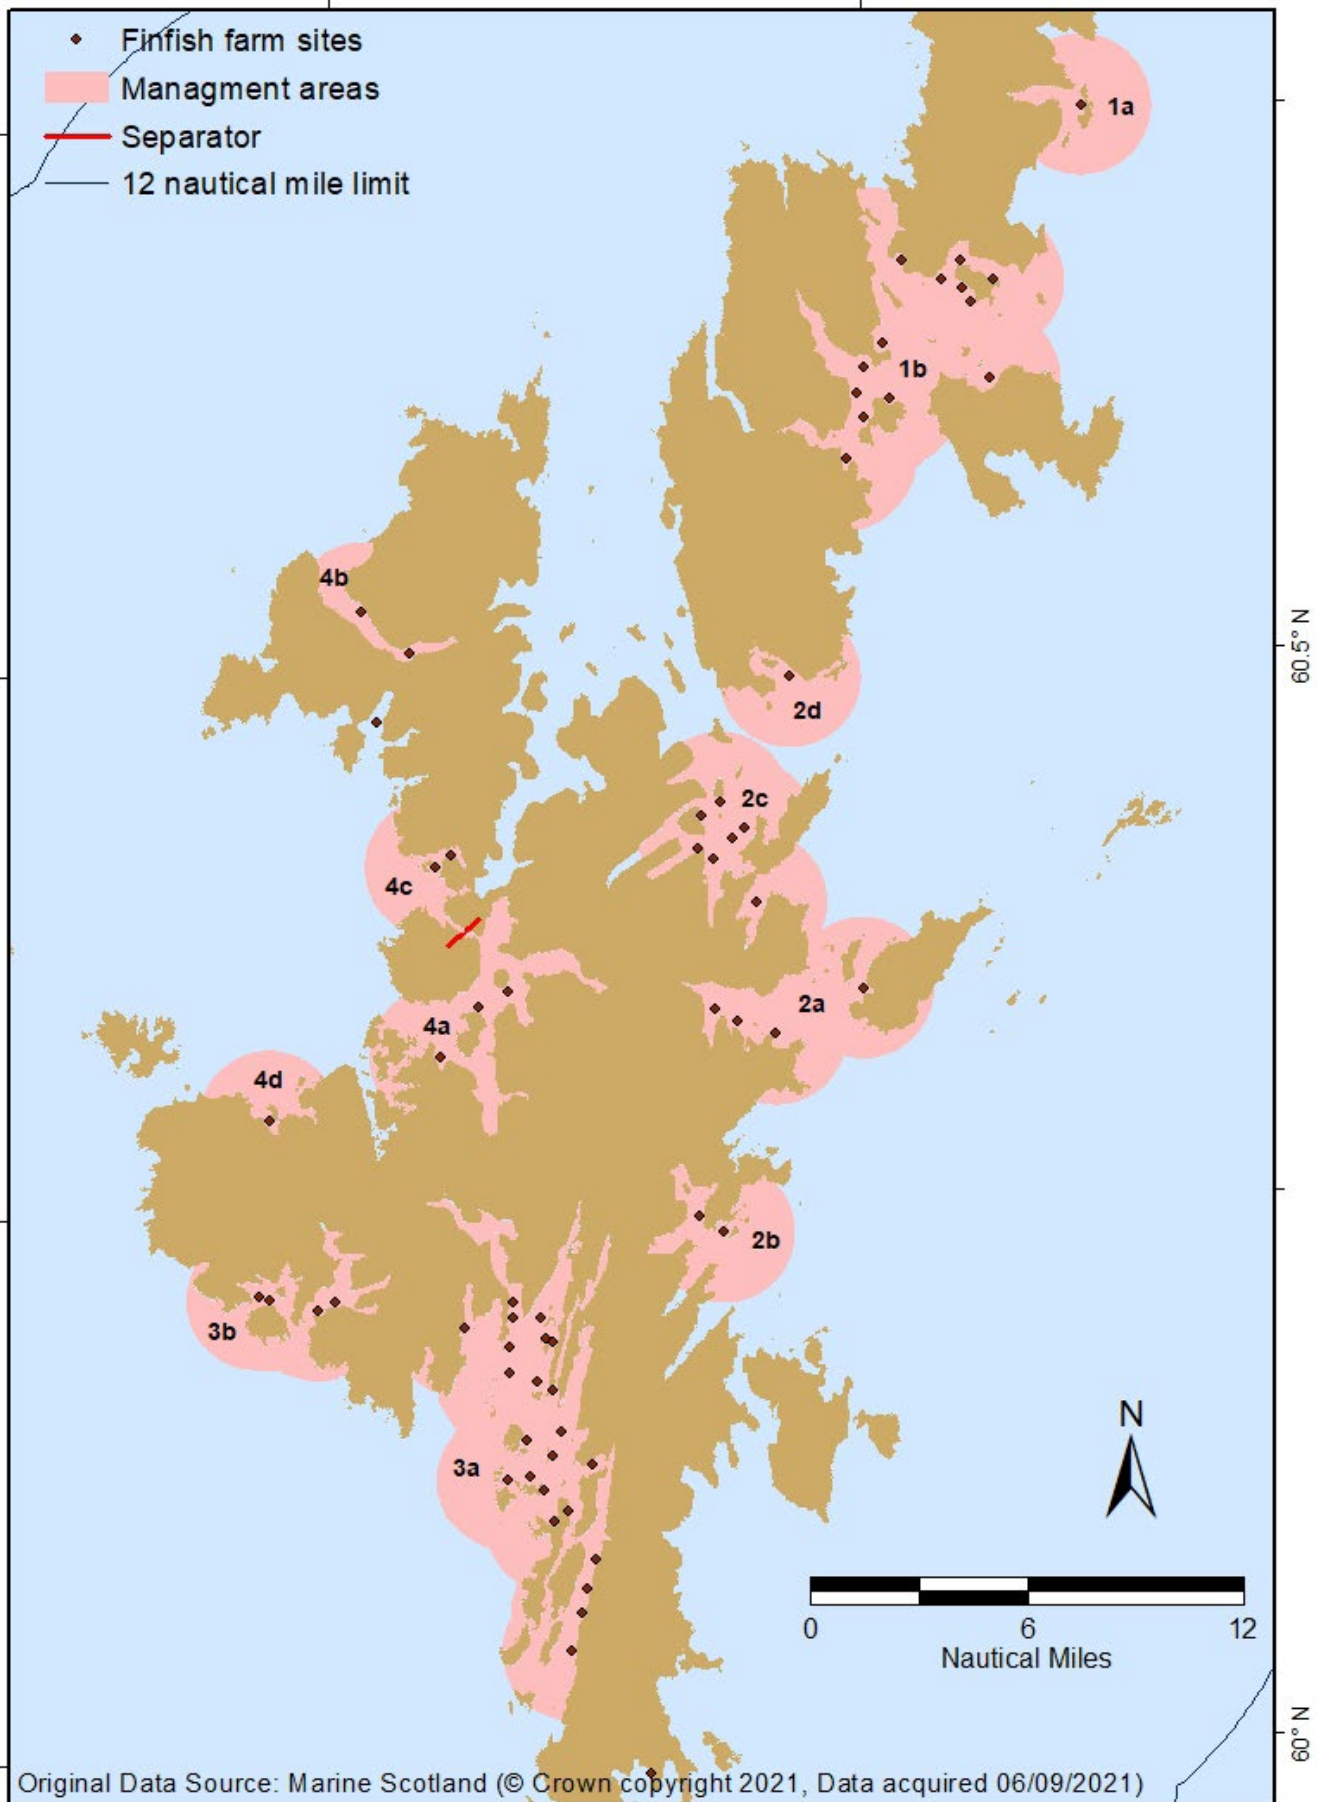 Finfish farm sites
Managment areas
Separator
12 nautical mile limit
1a
1b
4b
60.5° N
2d
2c
4c
2a
4a
4d
2b
3b
N
3a
0
6
12
Nautical Miles
60° N
Original Data Source: Marine Scotland (© Crown copyright 2021, Data acquired 06/09/2021)